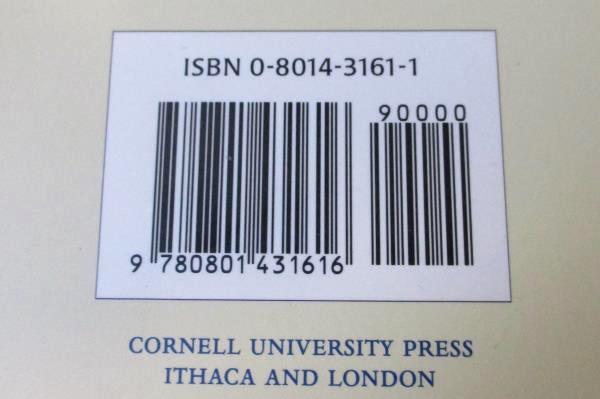 ISBN 0-8014-3161-1
90000
9 780801 431616
CORNELL UNIVERSITY PRESS
ITHACA AND LONDON